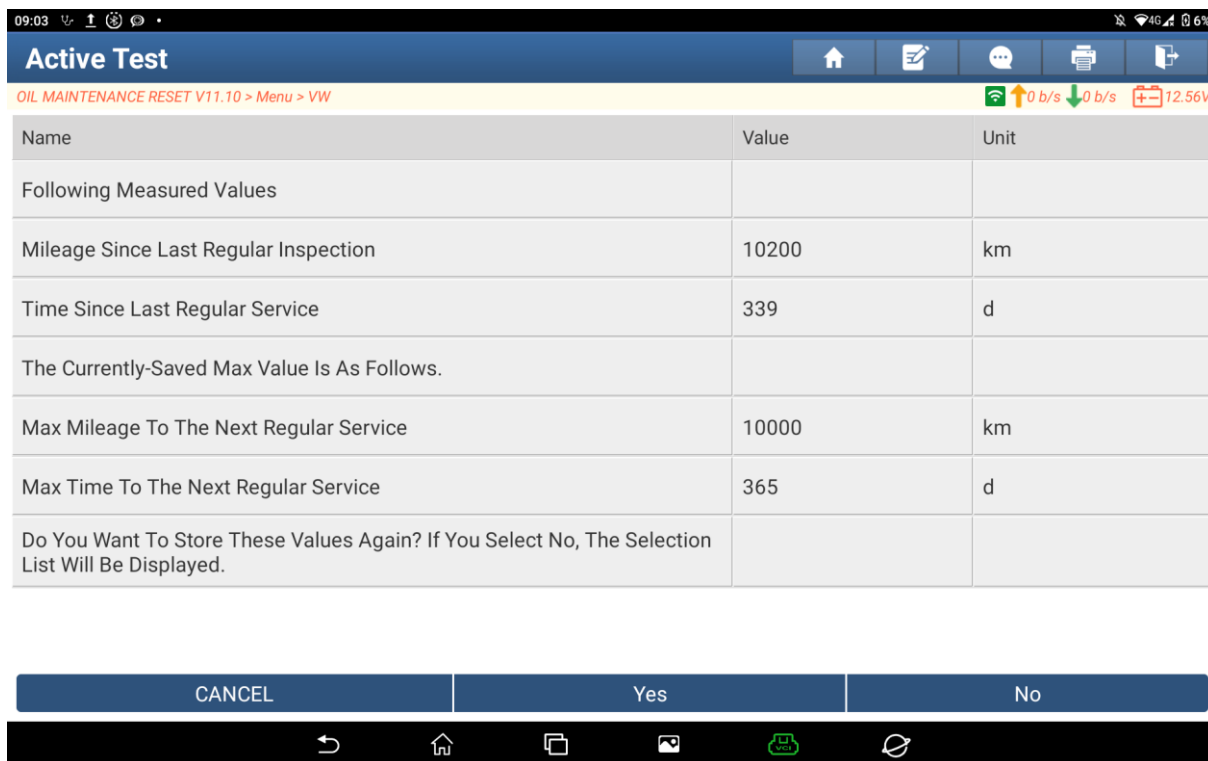 09:03
4G 6%
Active Test
OIL MAINTENANCE RESET V11.10 > Menu > VW
0 b/s 0 b/s 12.56V
Name Value Unit
Following Measured Values
Mileage Since Last Regular Inspection 10200 km
Time Since Last Regular Service 339 d
The Currently-Saved Max Value Is As Follows.
Max Mileage To The Next Regular Service 10000 km
Max Time To The Next Regular Service 365 d
Do You Want To Store These Values Again? If You Select No, The Selection
List Will Be Displayed.
CANCEL Yes No
VCI